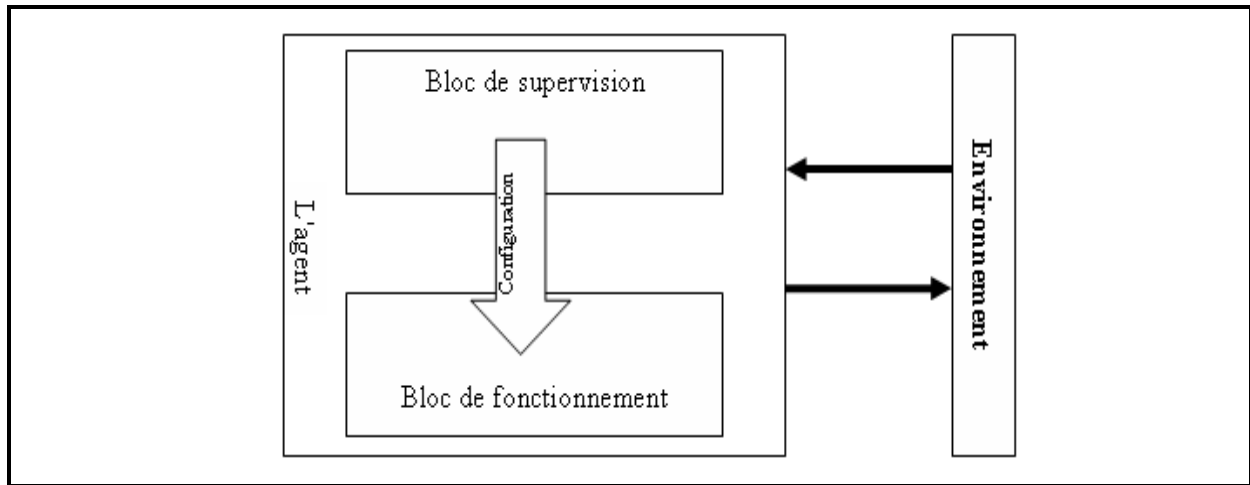 Bloc de supervision
Configuration
L'agent
Bloc de fonctionnement
Environnement